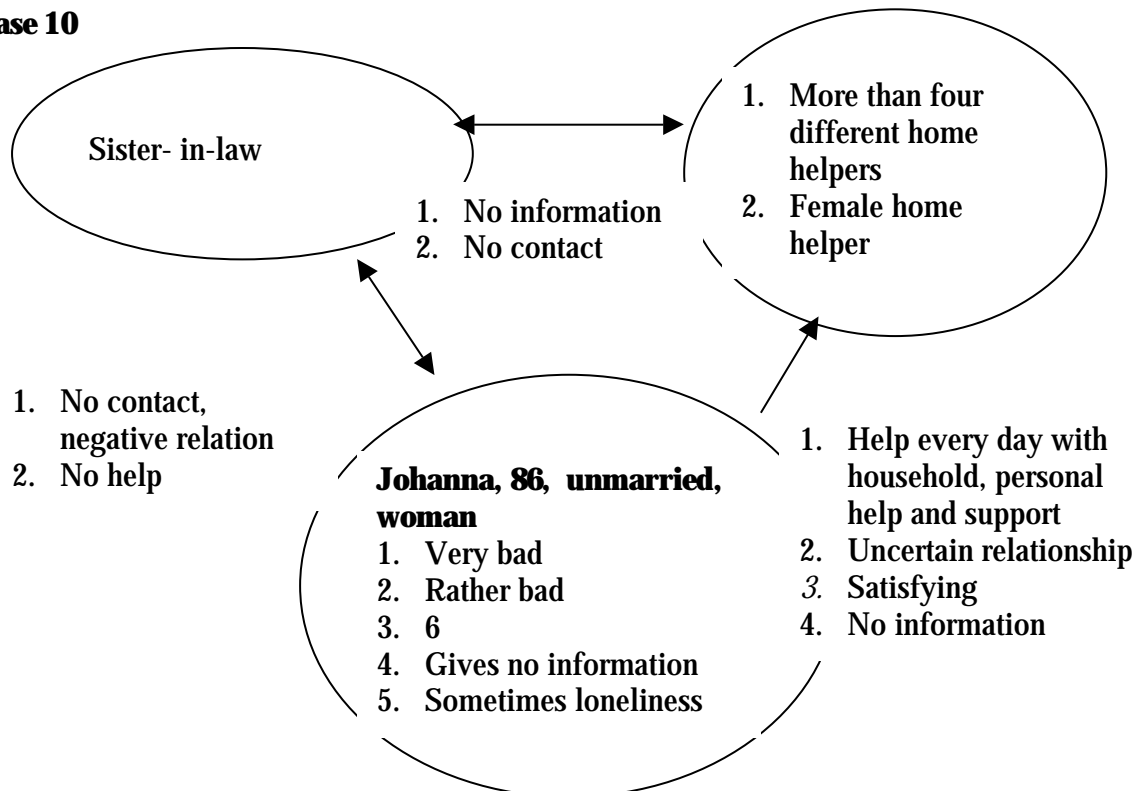 ase 10
Sister- in-law
1. More than four
different home
helpers
2. Female home
helper
1. No information
2. No contact
1. No contact,
negative relation
2. No help
Johanna, 86, unmarried,
woman
1. Very bad
2. Rather bad
3. 6
4. Gives no information
5. Sometimes loneliness
1. Help every day with
household, personal
help and support
2. Uncertain relationship
3. Satisfying
4. No information